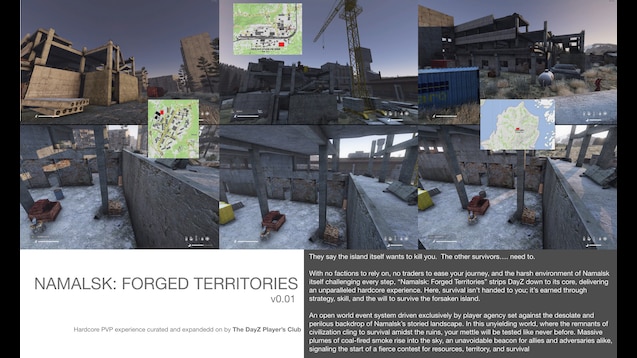 NAMALSK: FORGED TERRITORIES
v0.01
Hardcore PVP experience curated and expandedd on by The DayZ Player's Club
They say the island itself wants to kill you. The other survivors.... need to.
With no factions to rely on, no traders to ease your journey, and the harsh environment of Namalsk
itself challenging every step, “Namalsk: Forged Territories” strips DayZ down to its core, delivering
an unparalleled hardcore experience. Here, survival isn't handed to you; it's earned through
strategy, skill, and the will to survive the forsaken island.
An open world event system driven exclusively by player agency set against the desolate and
perilous backdrop of Namalsk's storied landscape. In this unyielding world, where the remnants of
civilization cling to survival amidst the ruins, your mettle will be tested like never before. Massive
plumes of coal-fired smoke rise into the sky, an unavoidable beacon for allies and adversaries alike,
signaling the start of a fierce contest for resources, territory, and survival